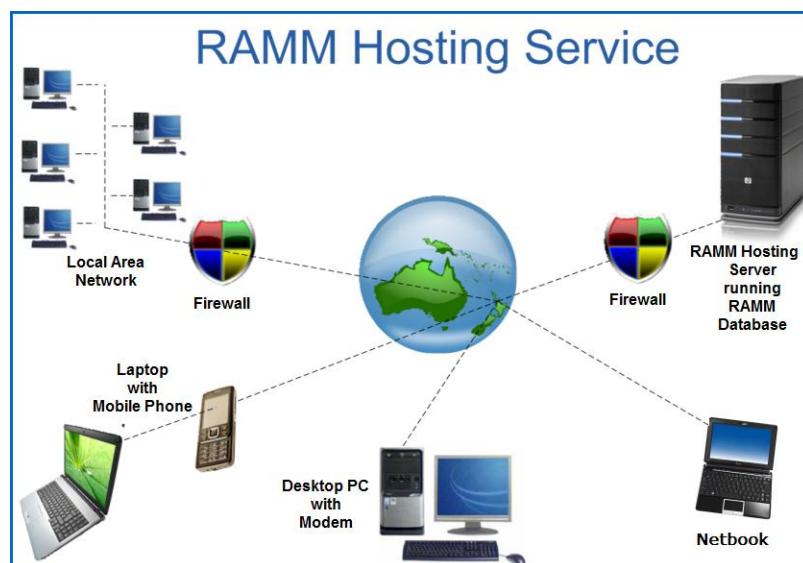 RAMM Hosting Service
Local Area
Network
Firewall
Firewall
RAMM Hosting
Server
running
RAMM
Database
Laptop
with
Mobile Phone
Desktop PC
with
Modem
Netbook